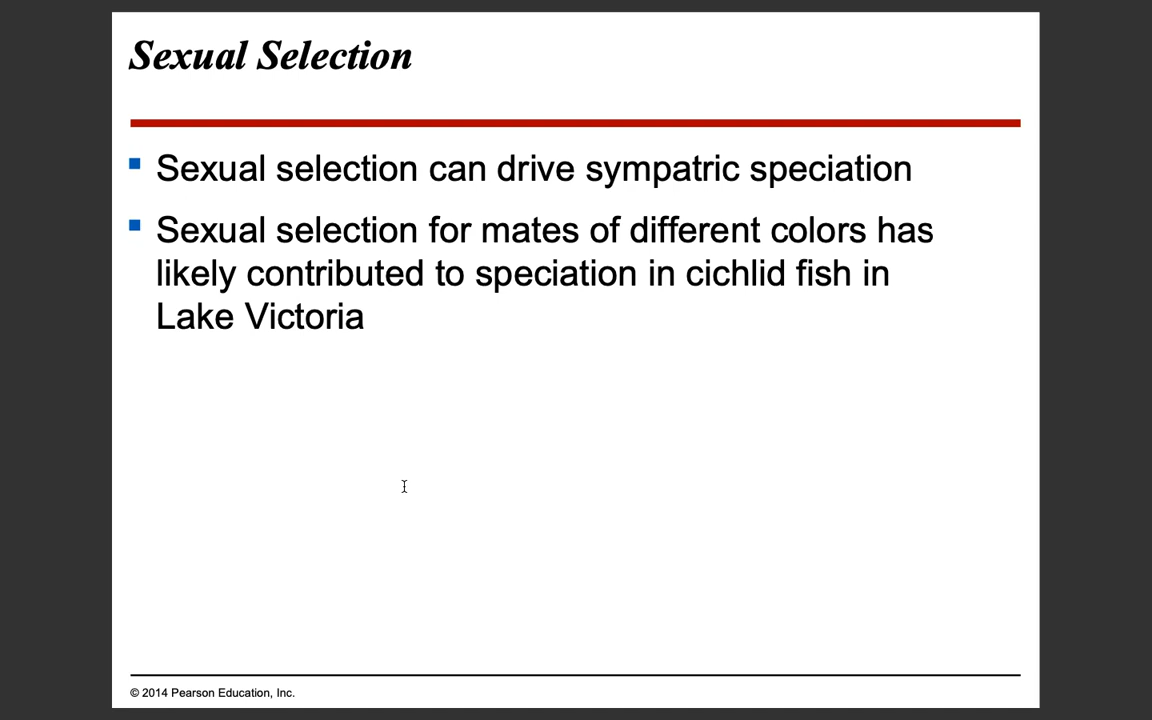 Sexual Selection
Sexual selection can drive sympatric speciation
Sexual selection for mates of different colors has
likely contributed to speciation in cichlid fish in
Lake Victoria
© 2014 Pearson Education, Inc.